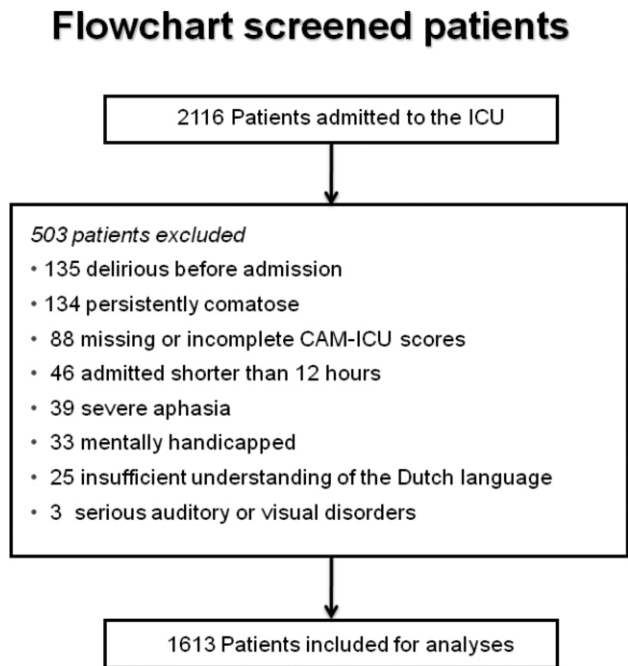 Flowchart screened patients
2116 Patients admitted to the ICU
503 patients excluded
• 135 delirious before admission
• 134 persistently comatose
• 88 missing or incomplete CAM-ICU scores
• 46 admitted shorter than 12 hours
• 39 severe aphasia
• 33 mentally handicapped
• 25 insufficient understanding of the Dutch language
• 3 serious auditory or visual disorders
1613 Patients included for analyses